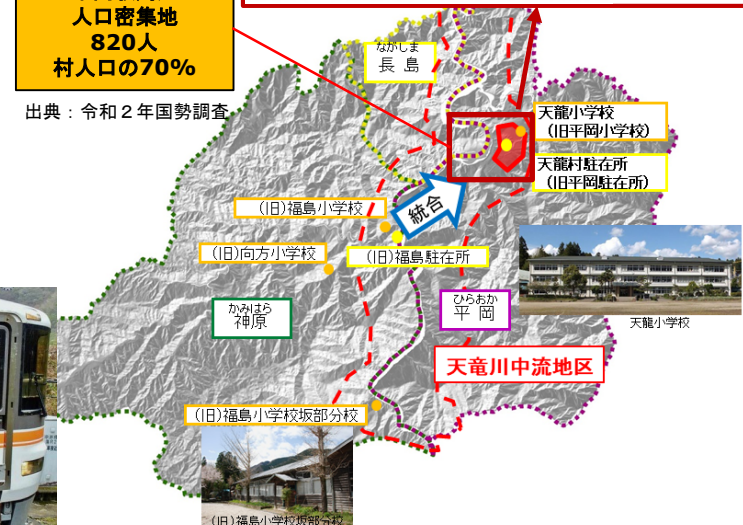 人口密集地
820人
村人口の70%
出典：令和２年国勢調査
ながしま
長島
天龍小学校
(旧平岡小学校)
天龍村駐在所
(旧平岡駐在所)
統合
(旧)福島小学校
(旧)向方小学校
(旧)福島駐在所
かみはら
神原
ひらおか
平岡
天龍小学校
天竜川中流地区
(旧)福島小学校坂部分校
(旧)福島小学校坂部分校